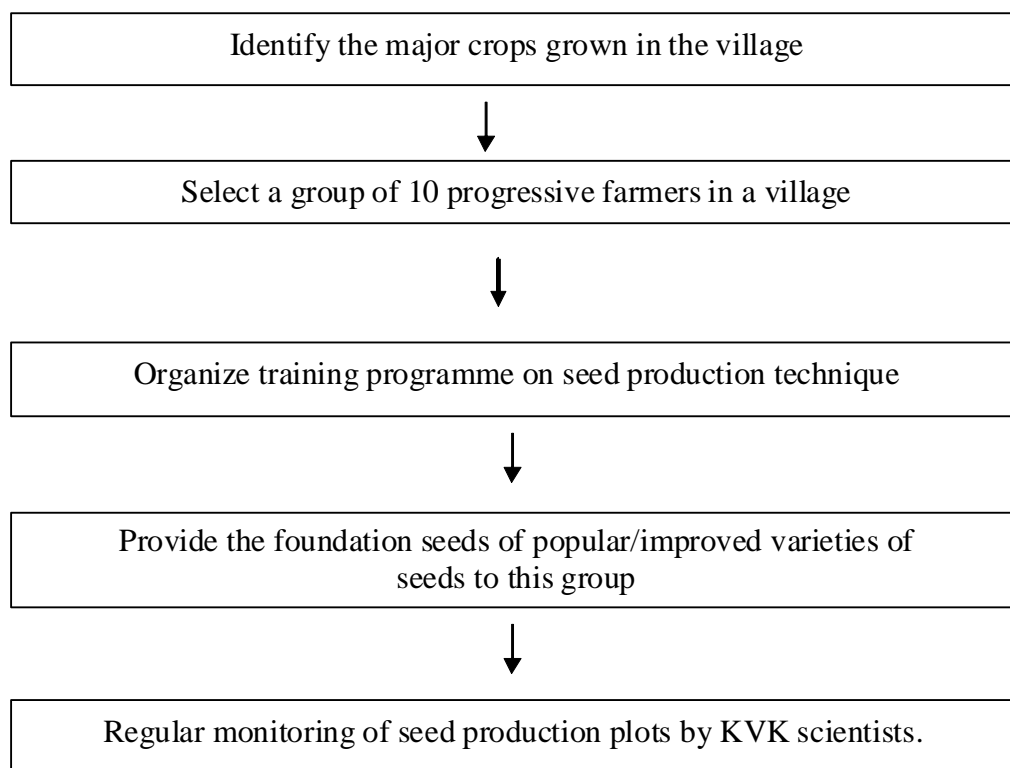 Identify the major crops grown in the village
Select a group of 10 progressive farmers in a village
Organize training programme on seed production technique
Provide the foundation seeds of popular/improved varieties of
seeds to this group
Regular monitoring of seed production plots by KVK scientists.